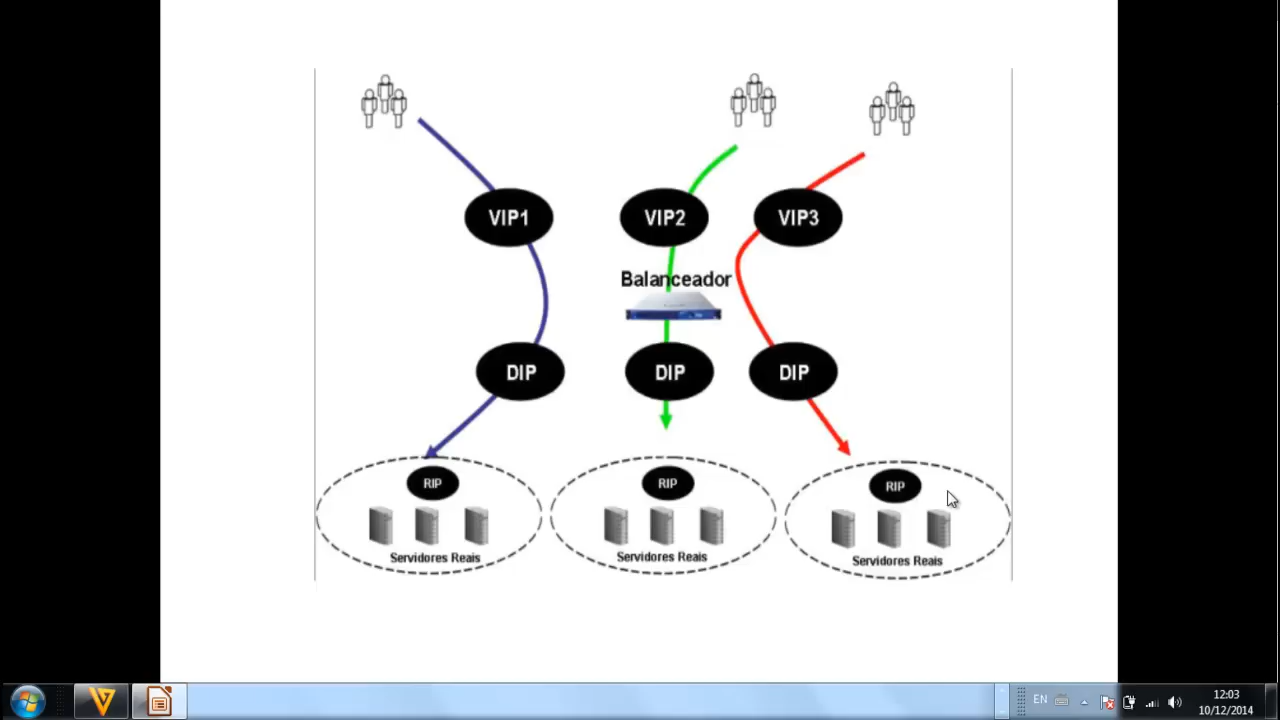 VIP1
VIP2
VIP3
Balanceador
DIP
DIP
DIP
RIP
RIP
RIP
Servidores Reais
Servidores Reais
Servidores Reais
EN
12:03
10/12/2014